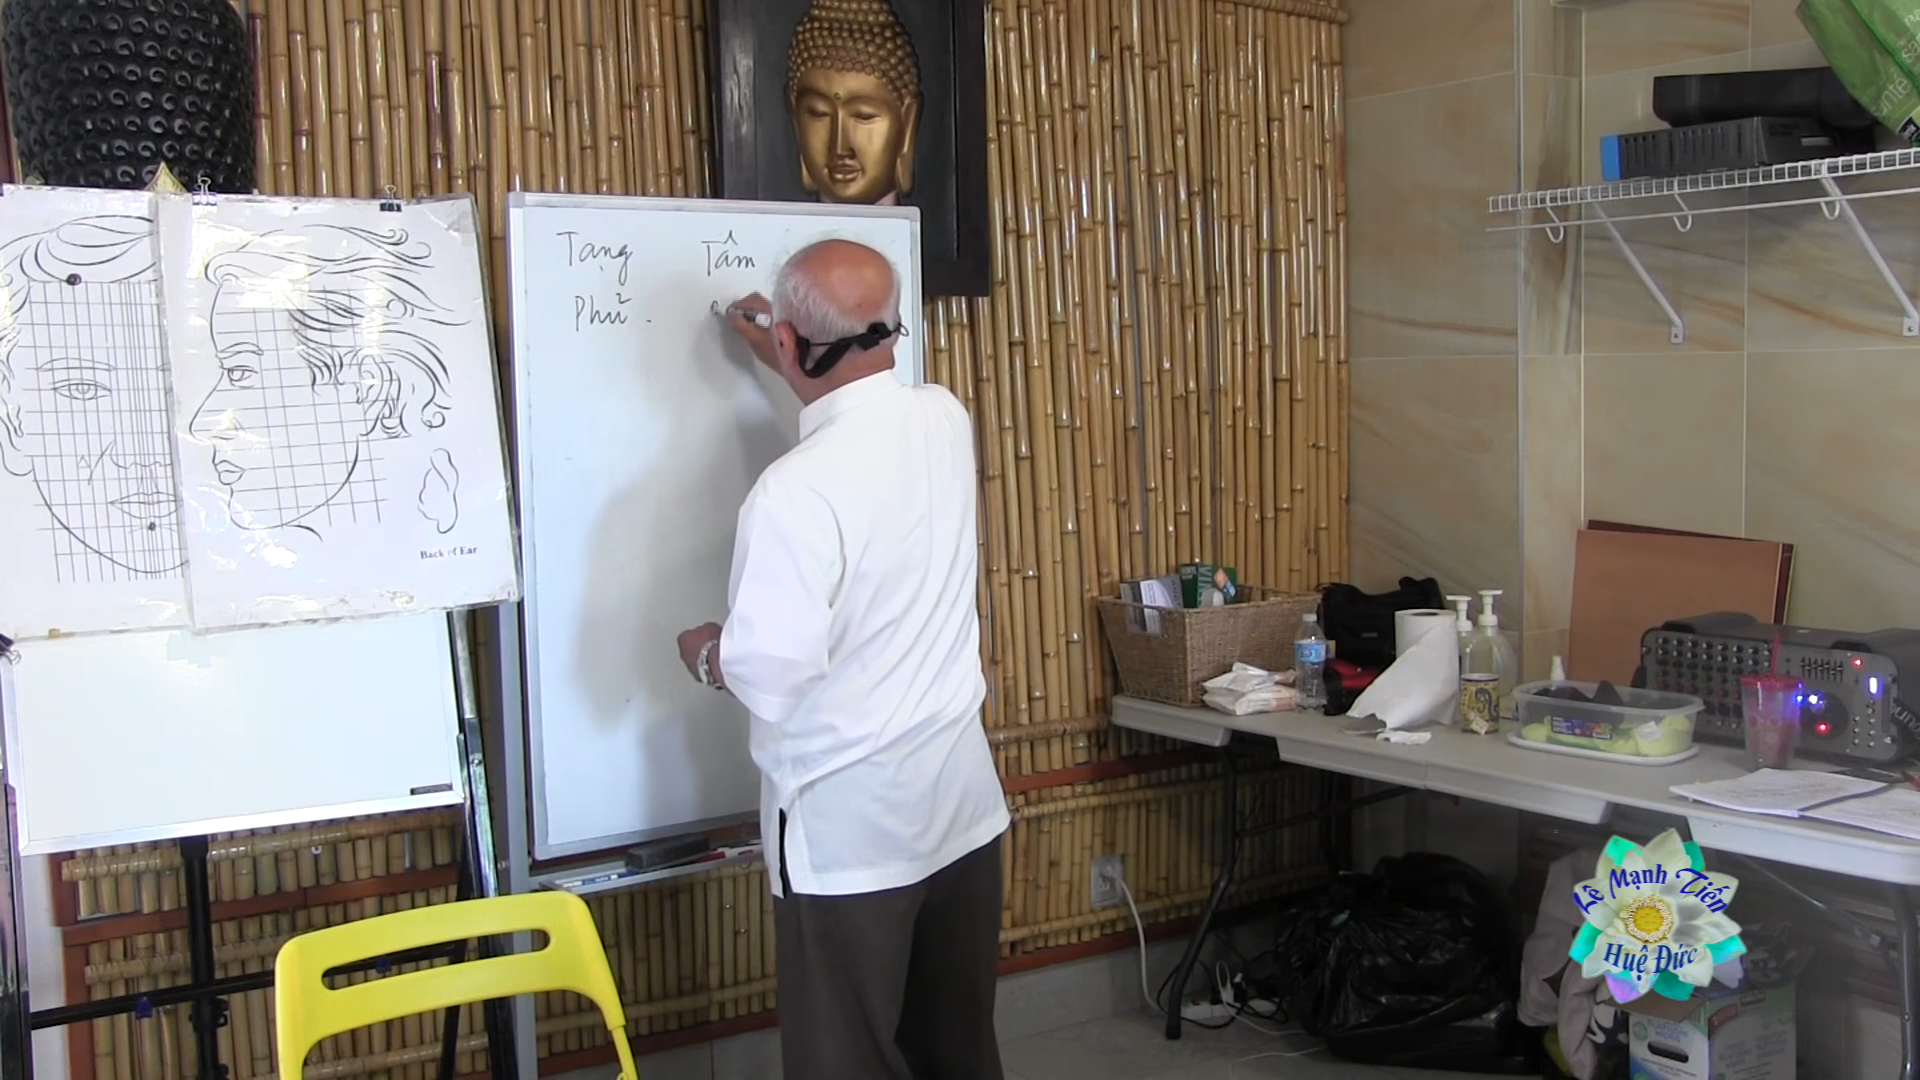 Tạng Tâm
Phủ.
Back of Ear
Lê Mạnh Tiến
Huệ Đức